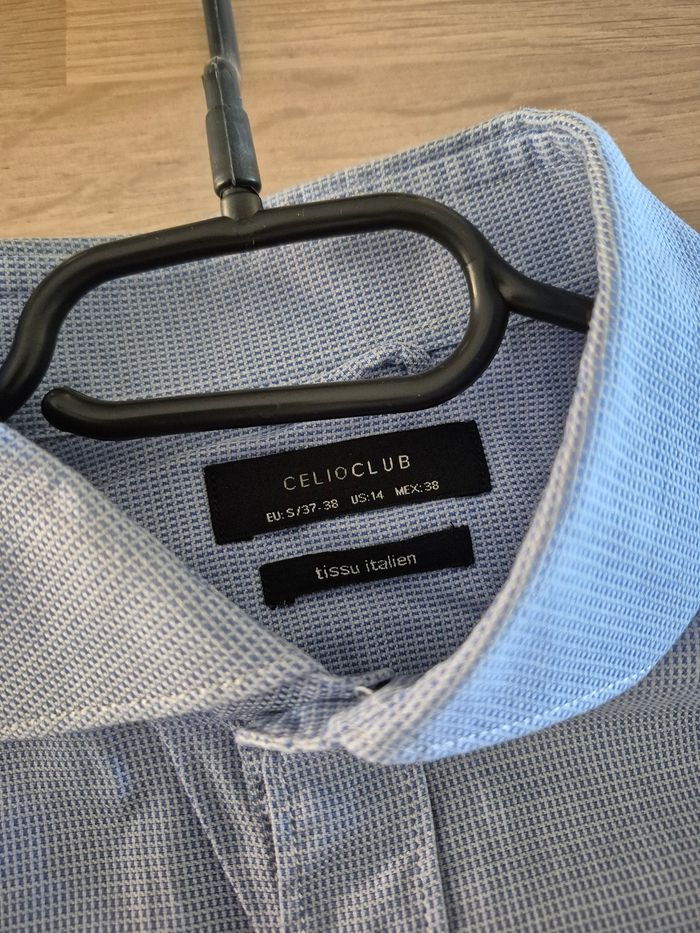 CELIOCLUB
EU: S/37-38 US:14 MEX:38
tissu italien